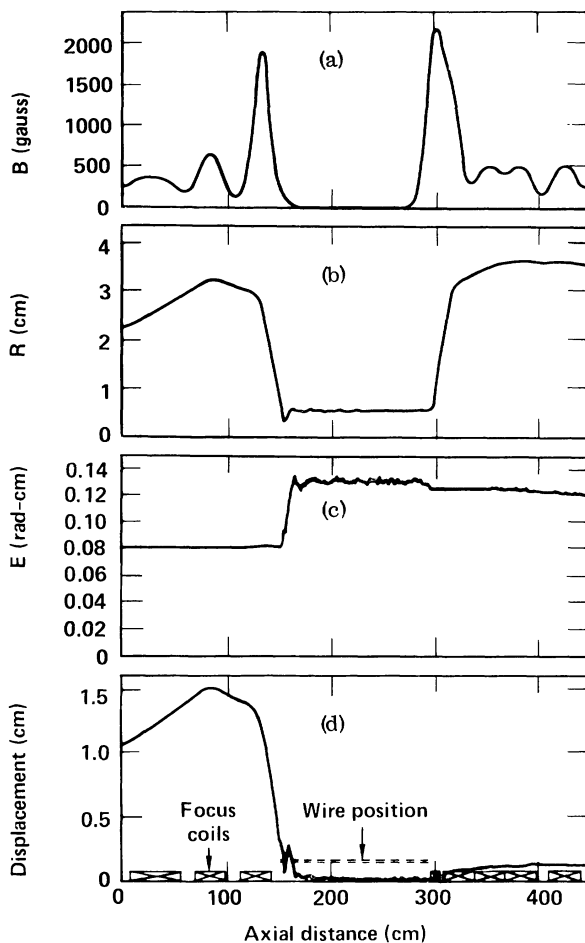 2000
1500
1000
500
0
B (gauss)
(a)
4
3
2
1
0
R (cm)
(b)
0.14
0.12
0.10
0.08
0.06
0.04
0.02
0
E (rad-cm)
(c)
1.5
1.0
0.5
0
Displacement (cm)
(d)
Focus
coils
Wire position
0 100 200 300 400
Axial distance (cm)